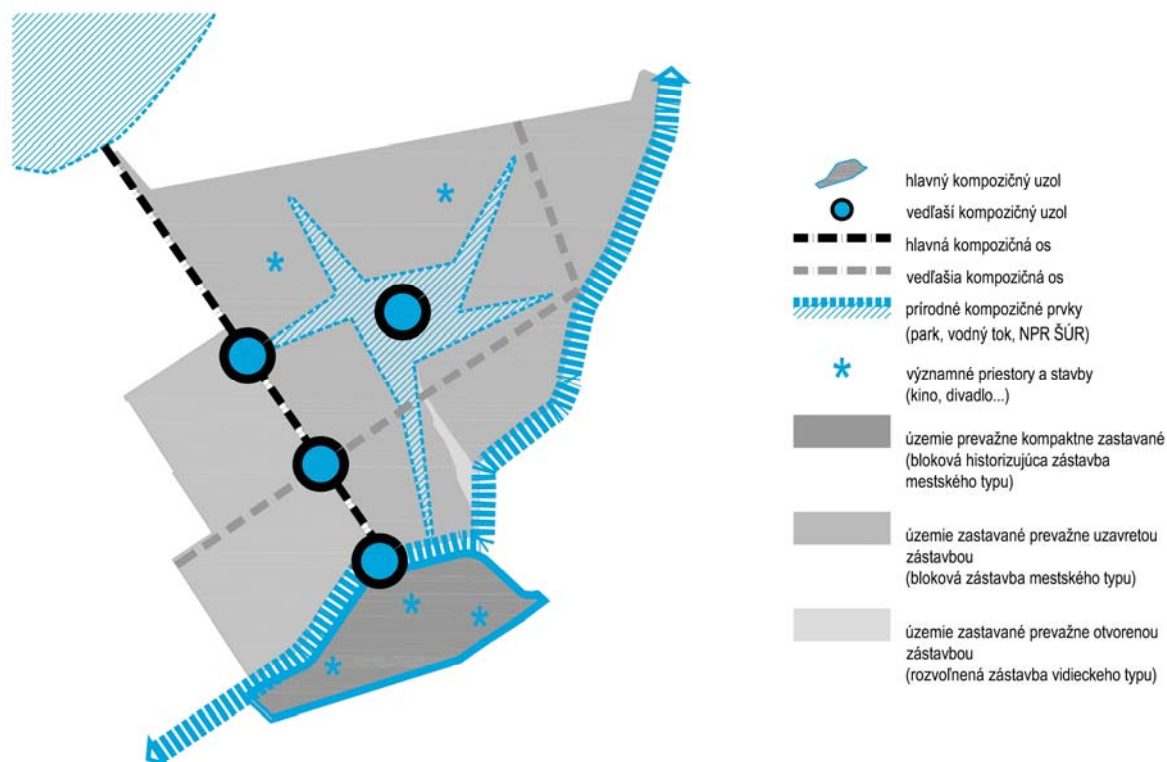 hlavný kompozičný uzol
vedľaší kompozičný uzol
hlavná kompozičná os
vedľašia kompozičná os
prírodné kompozičné prvky
(park, vodný tok, NPR ŠÚR)
významné priestory a stavby
(kino, divadlo...)
územie prevažne kompaktne zastavané
(bloková historizujúca zástavba
mestského typu)
územie zastavané prevažne uzavretou
zástavbou
(bloková zástavba mestského typu)
územie zastavané prevažne otvorenou
zástavbou
(rozvoľnená zástavba vidieckeho typu)